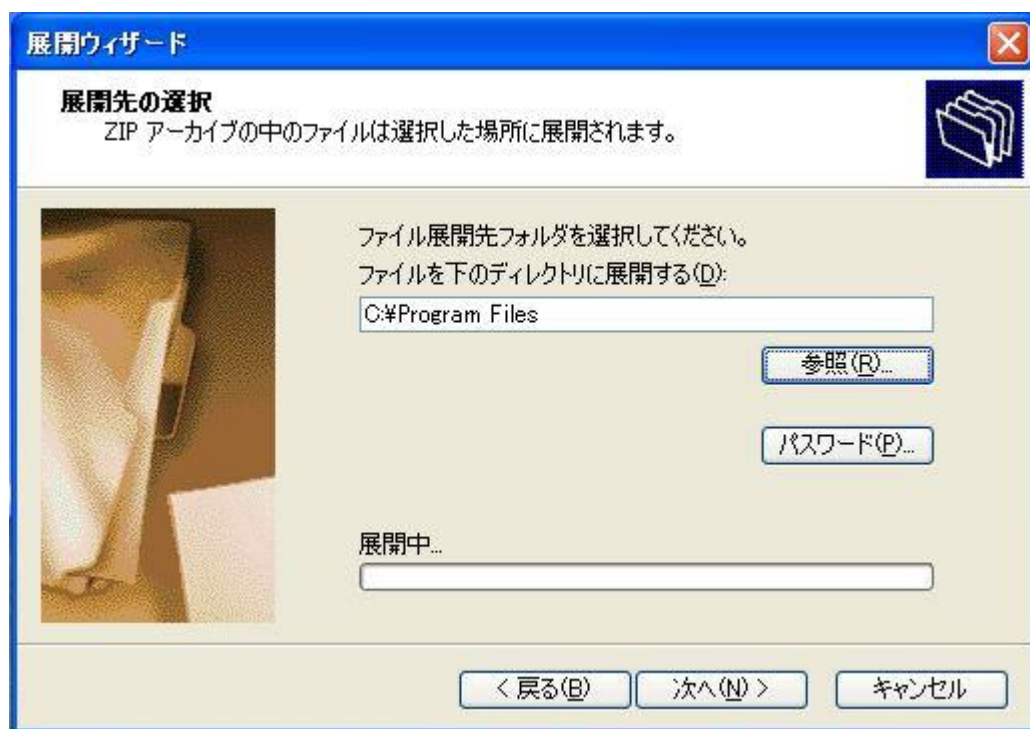 展開ウィザード
展開先の選択
ZIP アーカイブの中のファイルは選択した場所に展開されます。
ファイル展開先フォルダを選択してください。
ファイルを下のディレクトリに展開する(D):
C:¥Program Files
参照(R)...
パスワード(P)...
展開中...
< 戻る(B) 次へ(N) > キャンセル